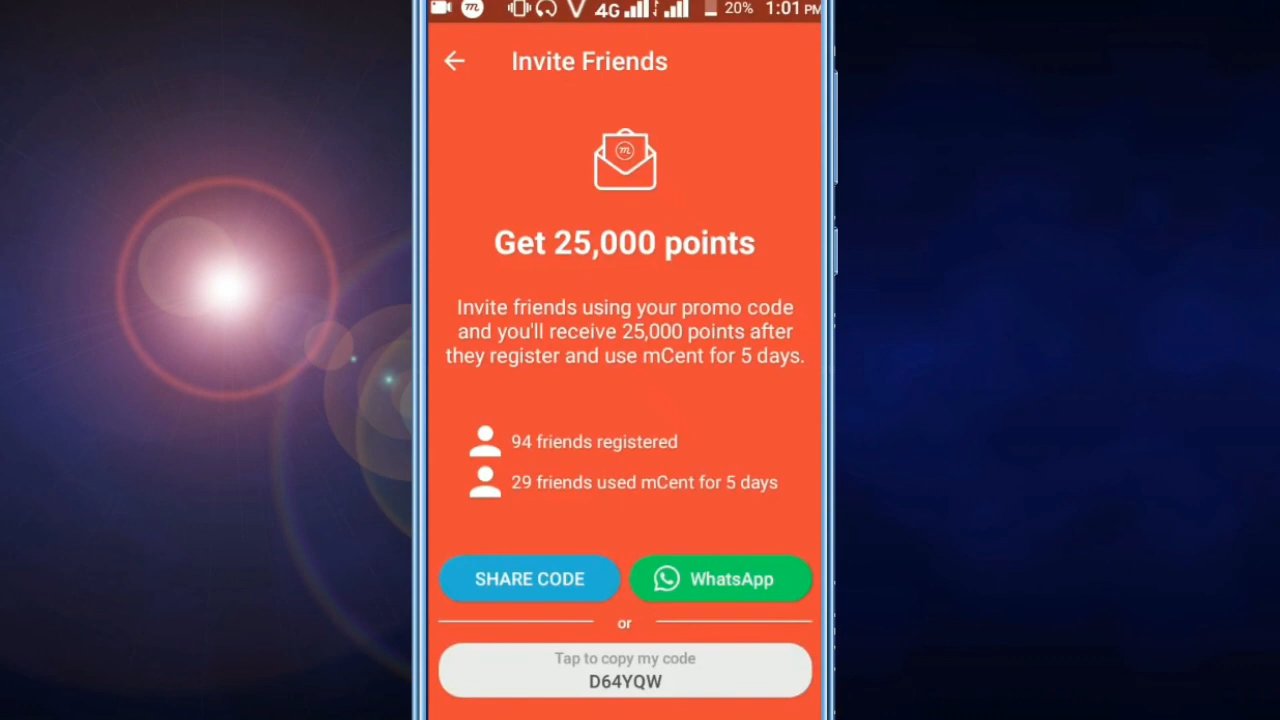 4G 20% 1:01 PM
Invite Friends
m
Get 25,000 points
Invite friends using your promo code
and you'll receive 25,000 points after
they register and use mCent for 5 days.
94 friends registered
29 friends used mCent for 5 days
SHARE CODE
WhatsApp
or
Tap to copy my code
D64YQW